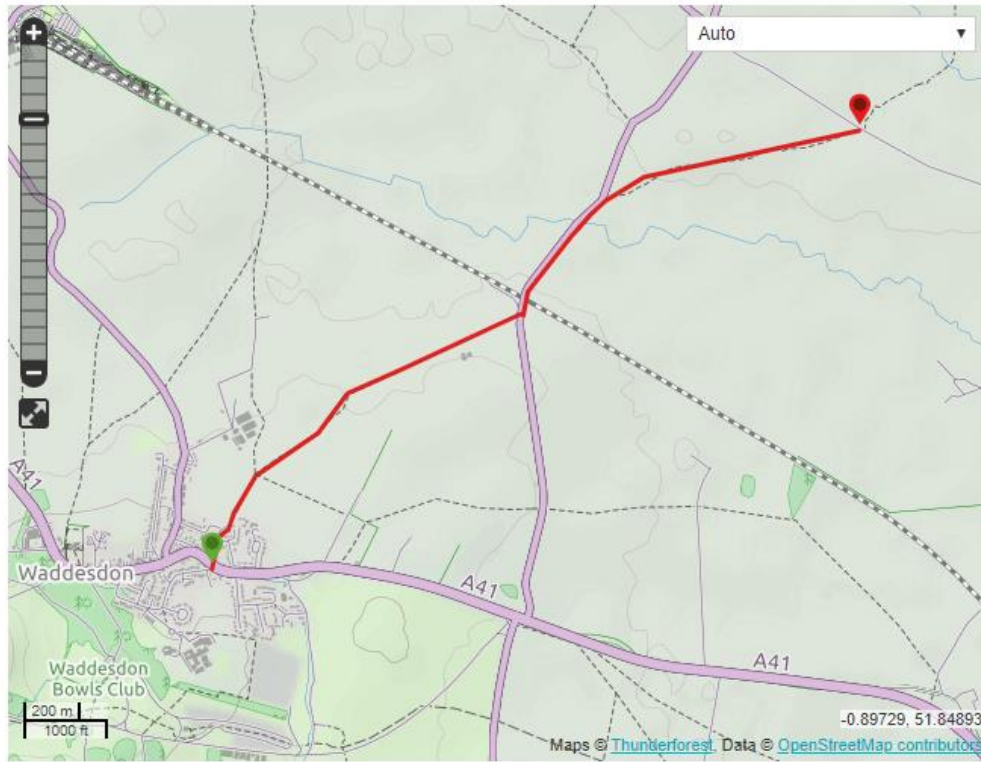 +
Auto
A41
Waddesdon
A41
Waddesdon
Bowls Club
A41
200 m
1000 ft
-0.89729, 51.84893
Maps © Thunderforest, Data © OpenStreetMap contributors